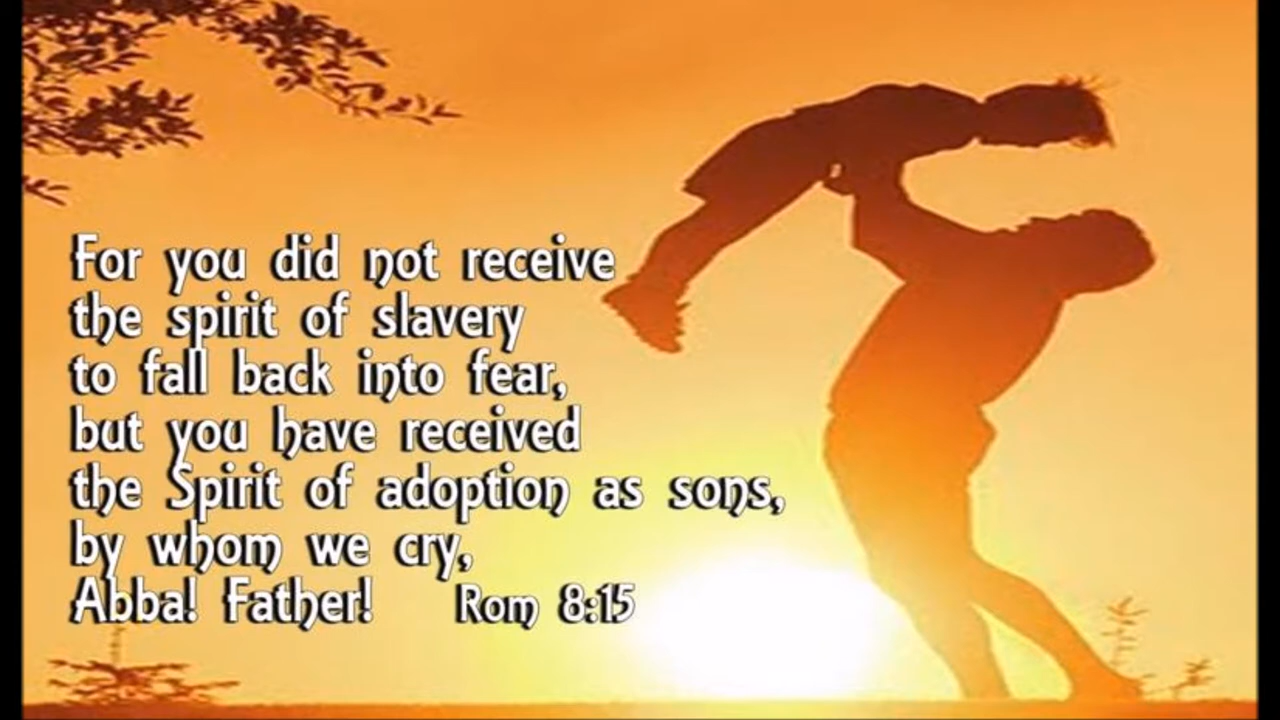 For you did not receive
the spirit of slavery
to fall back into fear,
but you have received
the Spirit of adoption as sons,
by whom we cry,
Abba! Father! Rom 8:15